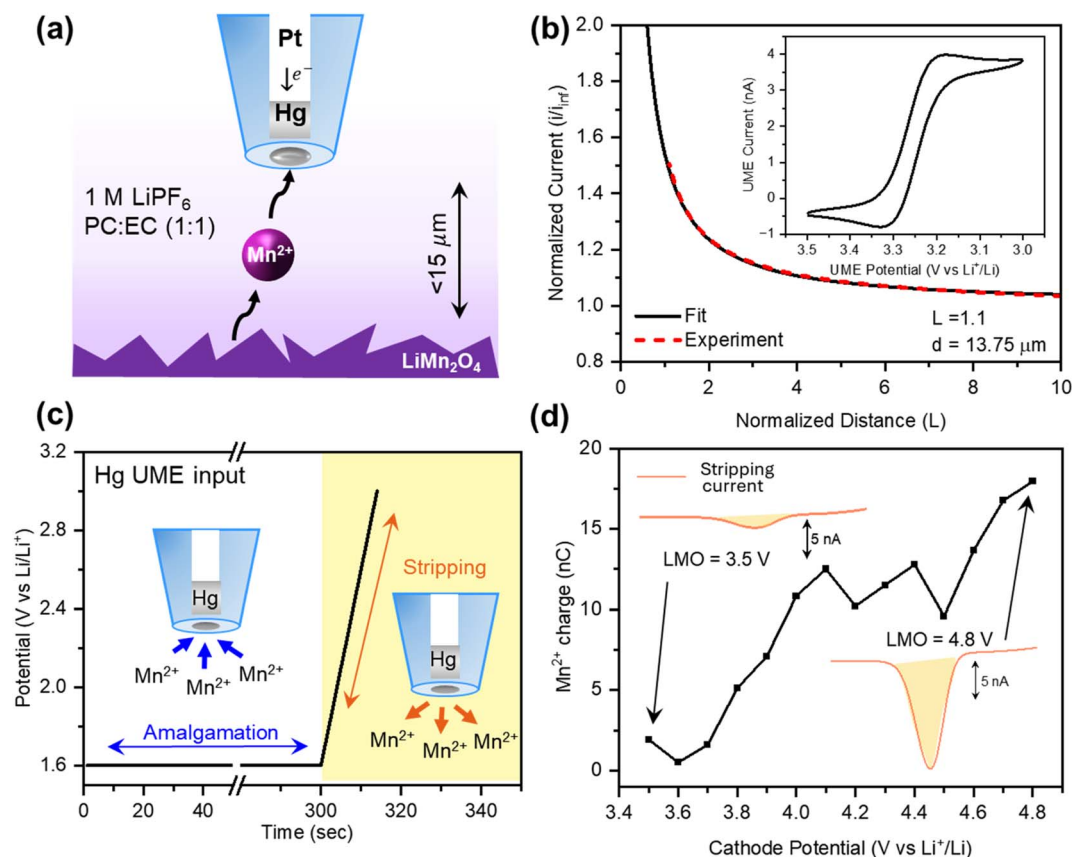 (a)
Pt
↓e⁻
Hg
1 M LiPF₆
PC:EC (1:1)
Mn²⁺
<15 μm
LiMn₂O₄
(b)
Normalized Current (i/i_inf)
2.0
1.8
1.6
1.4
1.2
1.0
0.8
UME Current (nA)
4
3
2
1
0
−1
3.5 3.4 3.3 3.2 3.1 3.0
UME Potential (V vs Li⁺/Li)
Fit
Experiment
L =1.1
d = 13.75 μm
0 2 4 6 8 10
Normalized Distance (L)
(c)
Potential (V vs Li/Li⁺)
3.2
2.8
2.4
2.0
1.6
Hg UME input
Hg
Mn²⁺ Mn²⁺ Mn²⁺
Amalgamation
Stripping
Hg
Mn²⁺ Mn²⁺ Mn²⁺
0 20 40 300 320 340
Time (sec)
(d)
Mn²⁺ charge (nC)
20
15
10
5
0
Stripping
current
5 nA
LMO = 3.5 V
LMO = 4.8 V
5 nA
3.4 3.6 3.8 4.0 4.2 4.4 4.6 4.8
Cathode Potential (V vs Li⁺/Li)